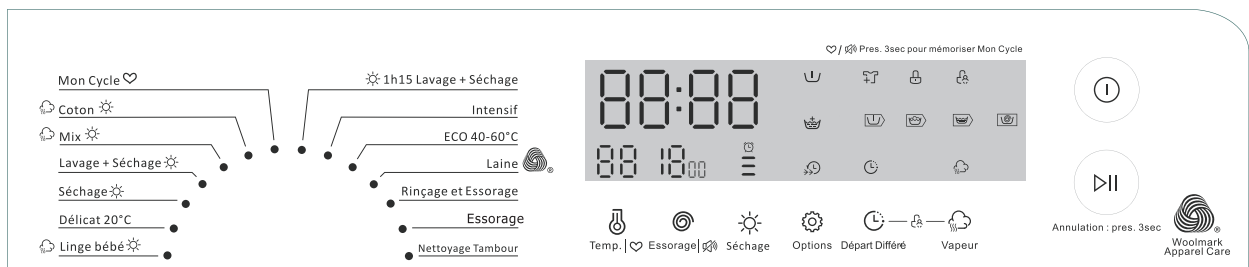 Mon Cycle
Coton
Mix
Lavage + Séchage
Séchage
Délicat 20°C
Linge bébé
1h15 Lavage + Séchage
Intensif
ECO 40-60°C
Laine ®
Rinçage et Essorage
Essorage
Nettoyage Tambour
/ Pres. 3sec pour mémoriser Mon Cycle
88:88
88 18 00
Temp. | Essorage | Séchage Options Départ Différé Vapeur
Annulation : pres. 3sec
®
Woolmark
Apparel Care